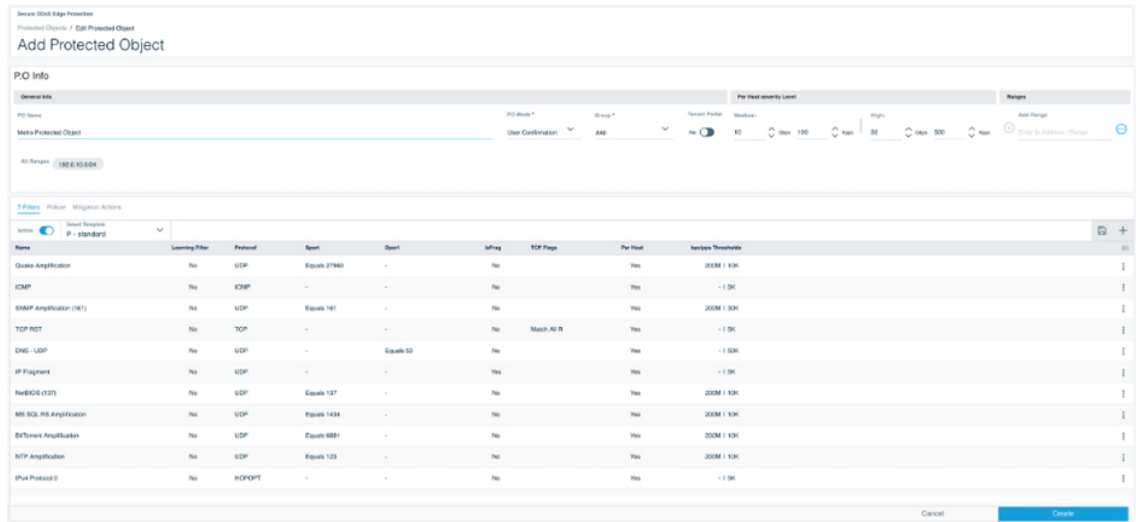 Secure DDoS Edge Protection
Protected Objects / Edit Protected Object
Add Protected Object
P.O Info
General Info Per Host severity Level Ranges
PO Name PO Mode * Group * Tenant Portal Medium: High: Add Range
Metro Protected Object User Confirmation No 10 Gbps 100 Kpps 50 Gbps 500 Kpps Enter Ip Address / Range
All Ranges 192.0.10.0/24
T-Filters Policer Mitigation Actions
Active Select Template
P - standard
Name Learning Filter Protocol Sport Dport isFrag TCP Flags Per Host bps/pps Thresholds
Quake Amplification No UDP Equals 27960 - No Yes 200M | 10K
ICMP No ICMP - - No Yes - | 5K
SNMP Amplification (161) No UDP Equals 161 - No Yes 200M | 30K
TCP RST No TCP - - No Match All R Yes - | 5K
DNS - UDP No UDP - Equals 53 No Yes - | 50K
IP Fragment No UDP - - Yes Yes - | 5K
NetBIOS (137) No UDP Equals 137 - No Yes 200M | 10K
MS SQL RS Amplification No UDP Equals 1434 - No Yes 200M | 10K
BitTorrent Amplification No UDP Equals 6881 - No Yes 200M | 10K
NTP Amplification No UDP Equals 123 - No Yes 200M | 10K
IPv4 Protocol 0 No HOPOPT - - No Yes - | 5K
Cancel Create